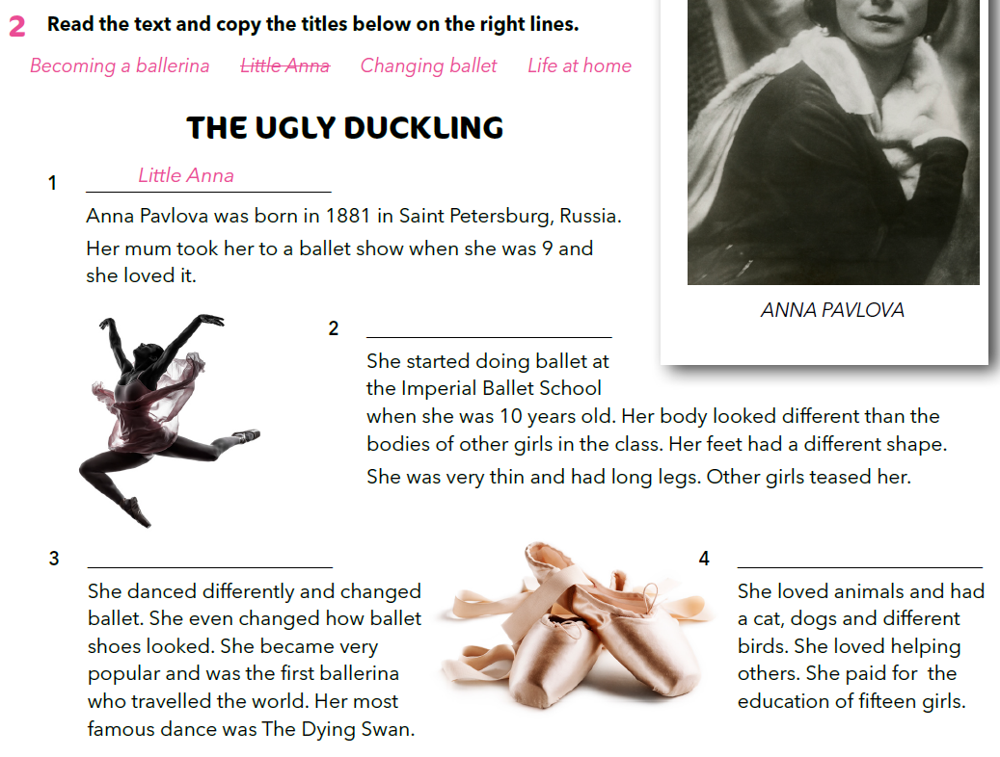 2 Read the text and copy the titles below on the right lines.
Becoming a ballerina Little Anna Changing ballet Life at home
THE UGLY DUCKLING
1 Little Anna
Anna Pavlova was born in 1881 in Saint Petersburg, Russia.
Her mum took her to a ballet show when she was 9 and
she loved it.
ANNA PAVLOVA
2
She started doing ballet at
the Imperial Ballet School
when she was 10 years old. Her body looked different than the
bodies of other girls in the class. Her feet had a different shape.
She was very thin and had long legs. Other girls teased her.
3
She danced differently and changed
ballet. She even changed how ballet
shoes looked. She became very
popular and was the first ballerina
who travelled the world. Her most
famous dance was The Dying Swan.
4
She loved animals and had
a cat, dogs and different
birds. She loved helping
others. She paid for the
education of fifteen girls.